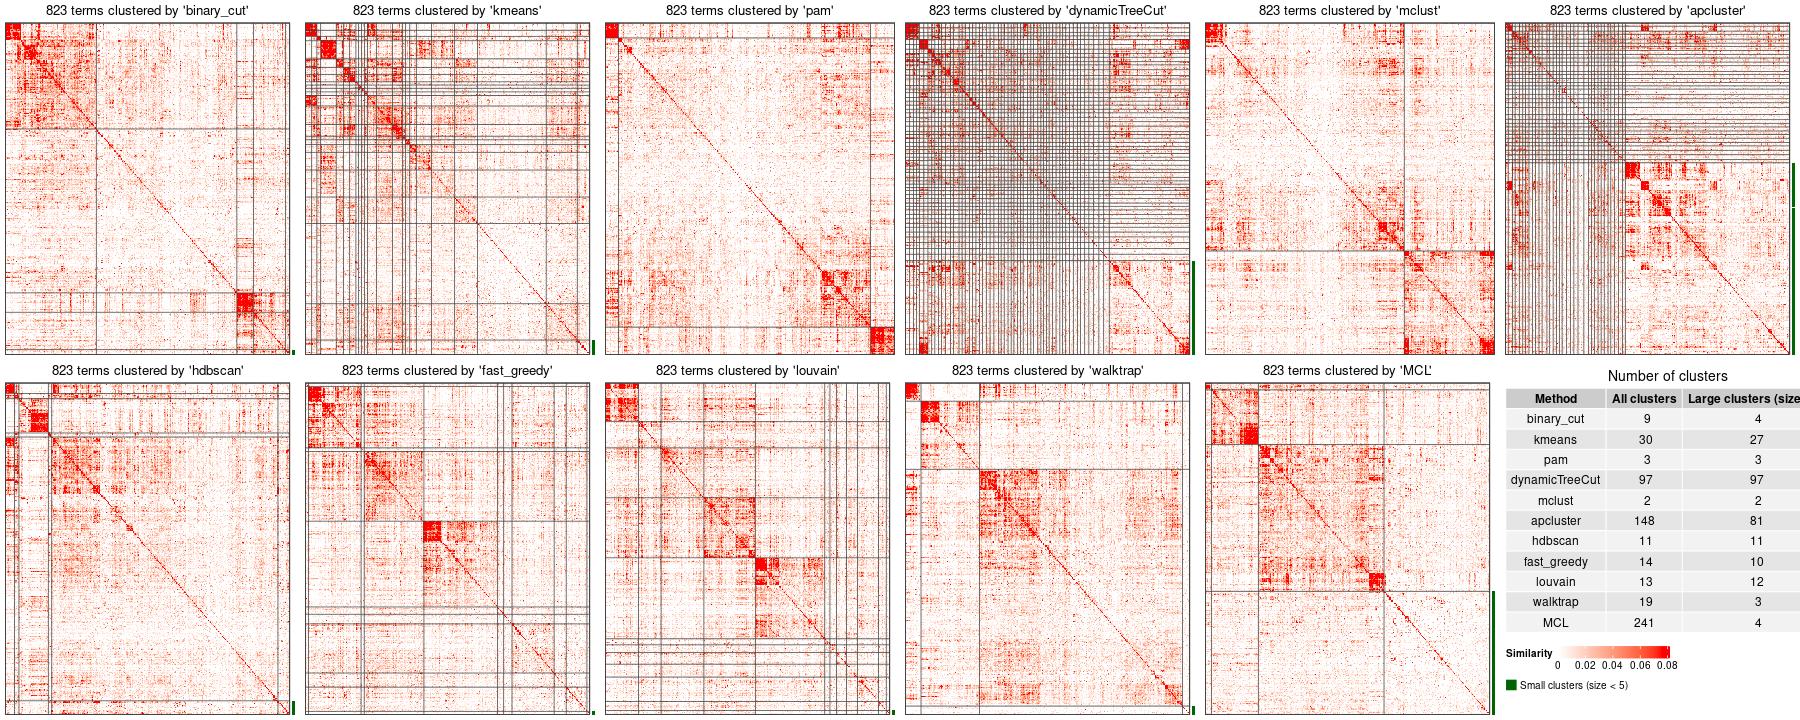 823 terms clustered by 'binary_cut'
823 terms clustered by 'kmeans'
823 terms clustered by 'pam'
823 terms clustered by 'dynamicTreeCut'
823 terms clustered by 'mclust'
823 terms clustered by 'apcluster'
823 terms clustered by 'hdbscan'
823 terms clustered by 'fast_greedy'
823 terms clustered by 'louvain'
823 terms clustered by 'walktrap'
823 terms clustered by 'MCL'
Number of clusters
Method All clusters Large clusters (size
binary_cut 9 4
kmeans 30 27
pam 3 3
dynamicTreeCut 97 97
mclust 2 2
apcluster 148 81
hdbscan 11 11
fast_greedy 14 10
louvain 13 12
walktrap 19 3
MCL 241 4
Similarity
0 0.02 0.04 0.06 0.08
Small clusters (size < 5)